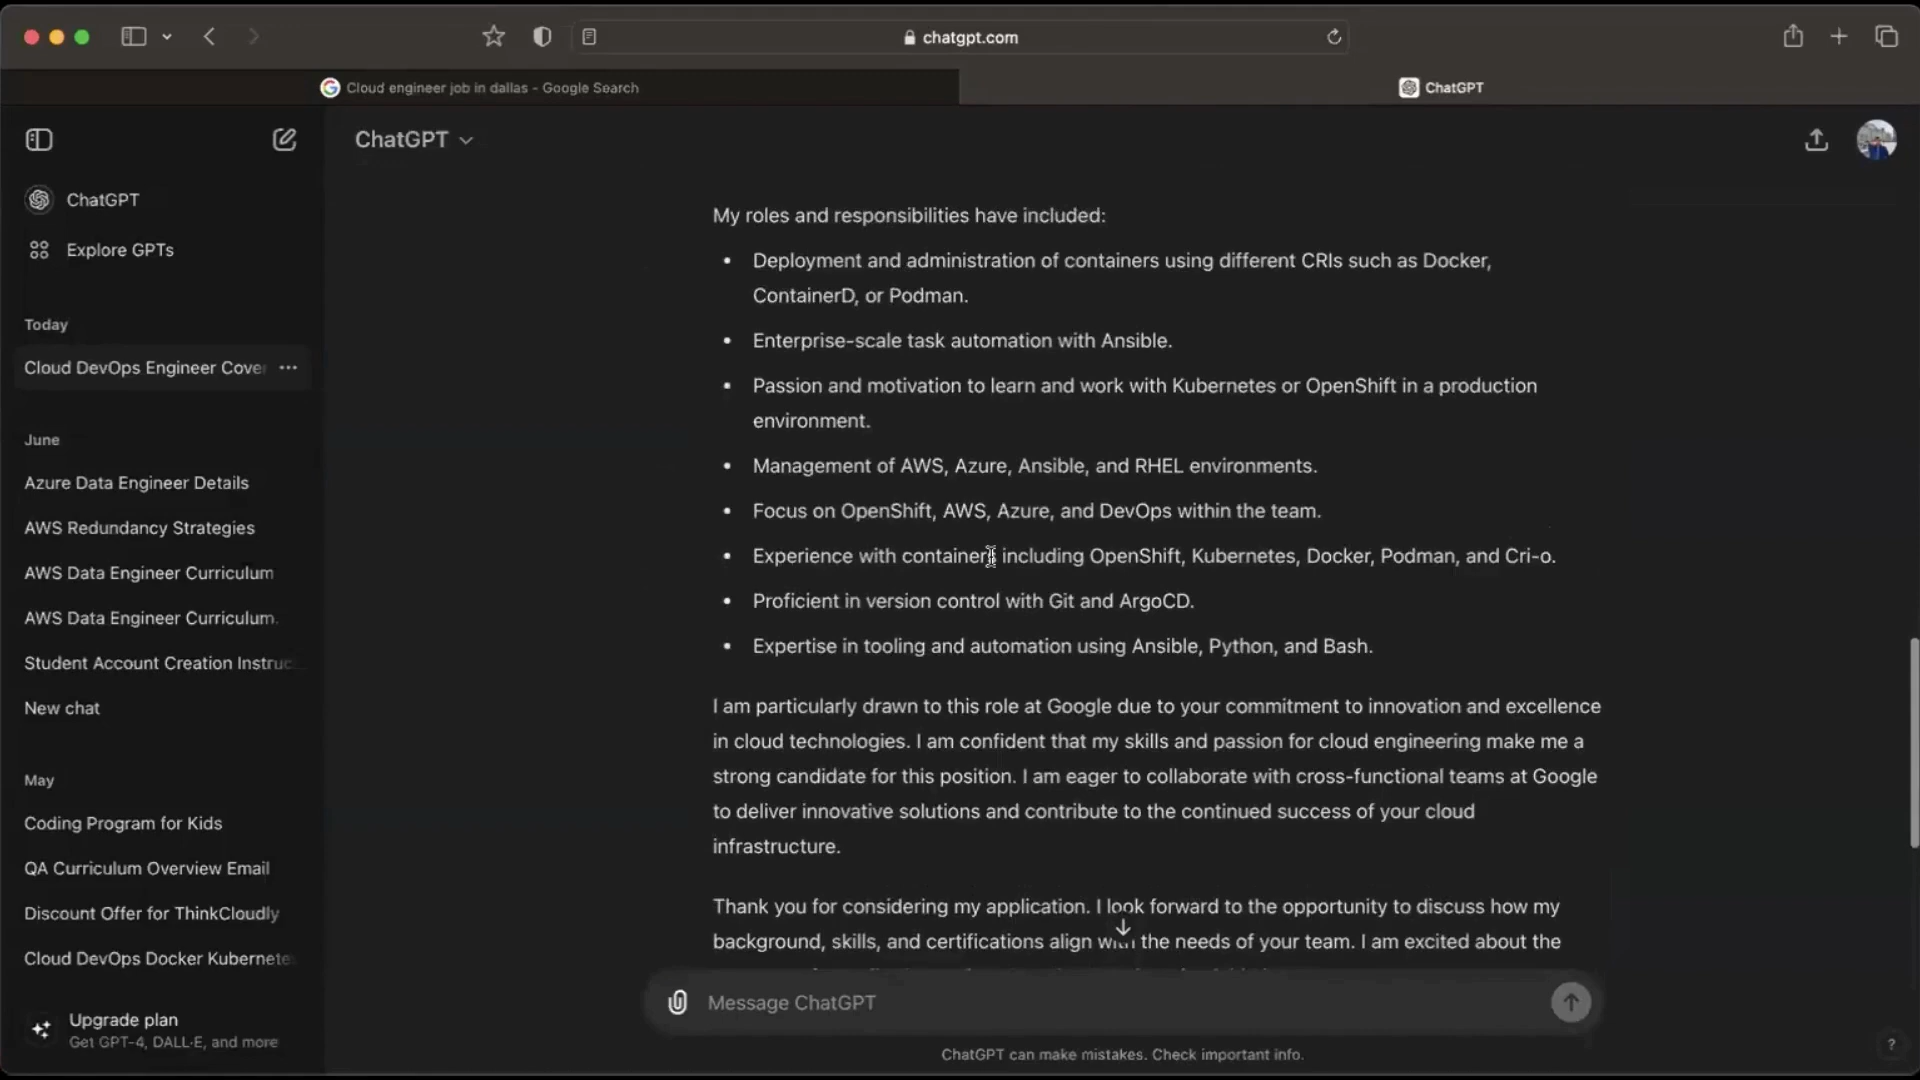 chatgpt.com
Cloud engineer job in dallas - Google Search
ChatGPT
ChatGPT
ChatGPT
Explore GPTs
Today
Cloud DevOps Engineer Cover
June
Azure Data Engineer Details
AWS Redundancy Strategies
AWS Data Engineer Curriculum
AWS Data Engineer Curriculum.
Student Account Creation Instruc
New chat
May
Coding Program for Kids
QA Curriculum Overview Email
Discount Offer for ThinkCloudly
Cloud DevOps Docker Kubernete
Upgrade plan
Get GPT-4, DALL·E, and more
My roles and responsibilities have included:
• Deployment and administration of containers using different CRIs such as Docker,
ContainerD, or Podman.
• Enterprise-scale task automation with Ansible.
• Passion and motivation to learn and work with Kubernetes or OpenShift in a production
environment.
• Management of AWS, Azure, Ansible, and RHEL environments.
• Focus on OpenShift, AWS, Azure, and DevOps within the team.
• Experience with containers including OpenShift, Kubernetes, Docker, Podman, and Cri-o.
• Proficient in version control with Git and ArgoCD.
• Expertise in tooling and automation using Ansible, Python, and Bash.
I am particularly drawn to this role at Google due to your commitment to innovation and excellence
in cloud technologies. I am confident that my skills and passion for cloud engineering make me a
strong candidate for this position. I am eager to collaborate with cross-functional teams at Google
to deliver innovative solutions and contribute to the continued success of your cloud
infrastructure.
Thank you for considering my application. I look forward to the opportunity to discuss how my
background, skills, and certifications align with the needs of your team. I am excited about the
Message ChatGPT
ChatGPT can make mistakes. Check important info.
?